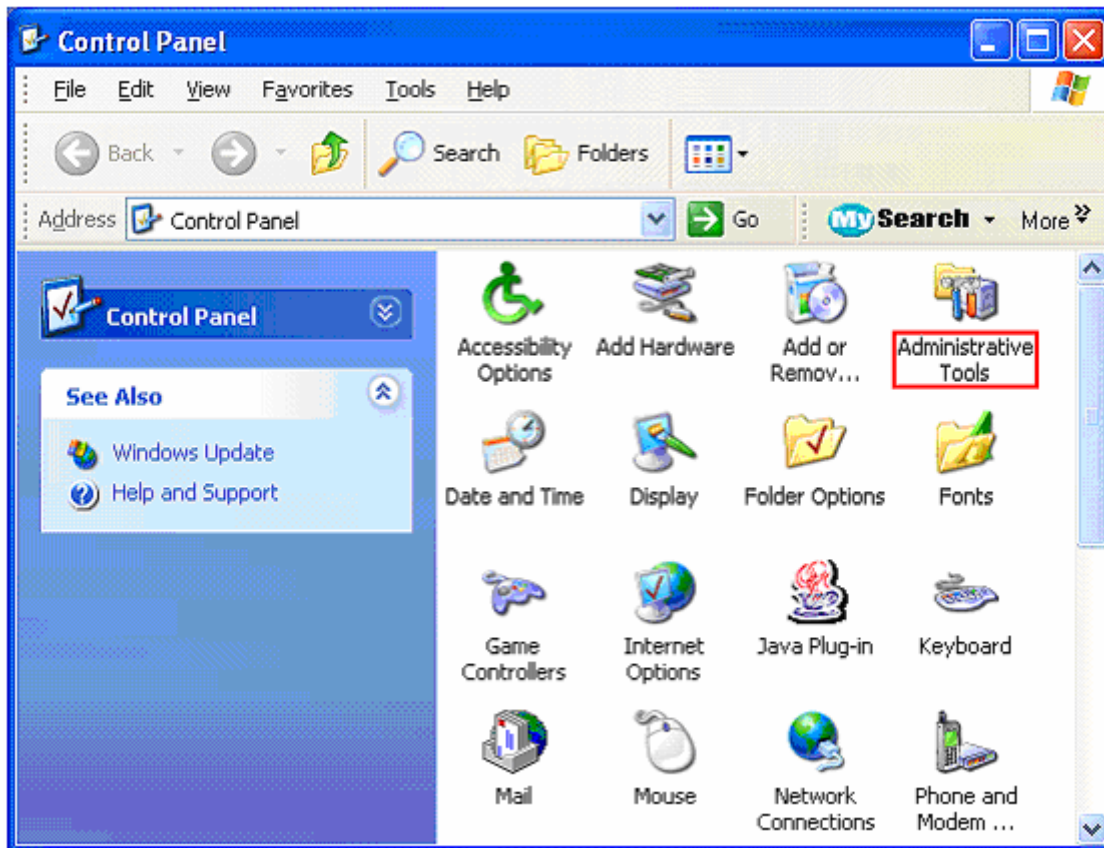 Control Panel
File Edit View Favorites Tools Help
Back Search Folders
Address Control Panel Go My Search More
Control Panel
See Also
Windows Update
Help and Support
Accessibility Options
Add Hardware
Add or Remov...
Administrative Tools
Date and Time
Display
Folder Options
Fonts
Game Controllers
Internet Options
Java Plug-in
Keyboard
Mail
Mouse
Network Connections
Phone and Modem ...